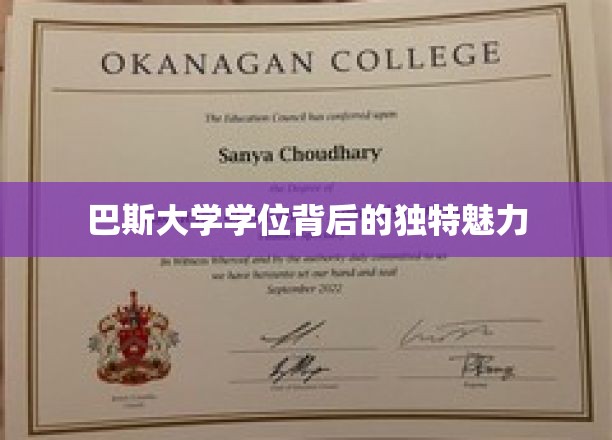 OKANAGAN COLLEGE
The Education Council has conferred upon
Sanya Choudhary
the Degree of
巴斯大学学位背后的独特魅力
In Witness Whereof and by the authority duly committed to us
we have hereunto set our hand and seal
September 2022